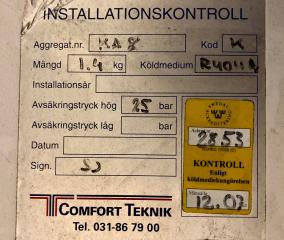 INSTALLATIONSKONTROLL
Aggregat.nr. KA8 Kod K
Mängd 1.4 kg Köldmedium R404A
Installationsår
Avsäkringstryck hög 25 bar
Avsäkringstryck låg bar
Datum
Sign. SJ
COMFORT TEKNIK
Tel. 031-86 79 00
2853
KONTROLL
Enligt
köldmediekungörelsen
12.07